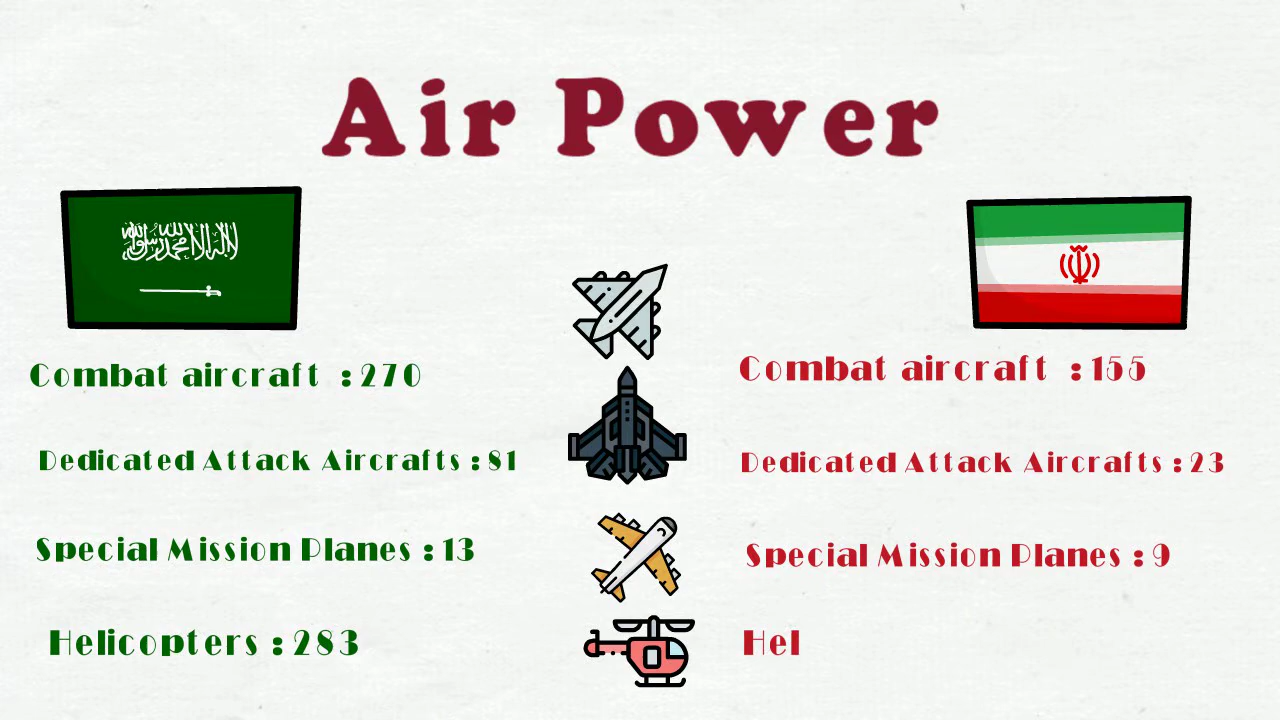 Air Power
لا إله إلا الله محمد رسول الله
Combat aircraft : 270
Combat aircraft : 155
Dedicated Attack Aircrafts : 81
Dedicated Attack Aircrafts : 23
Special Mission Planes : 13
Special Mission Planes : 9
Helicopters : 283
Hel